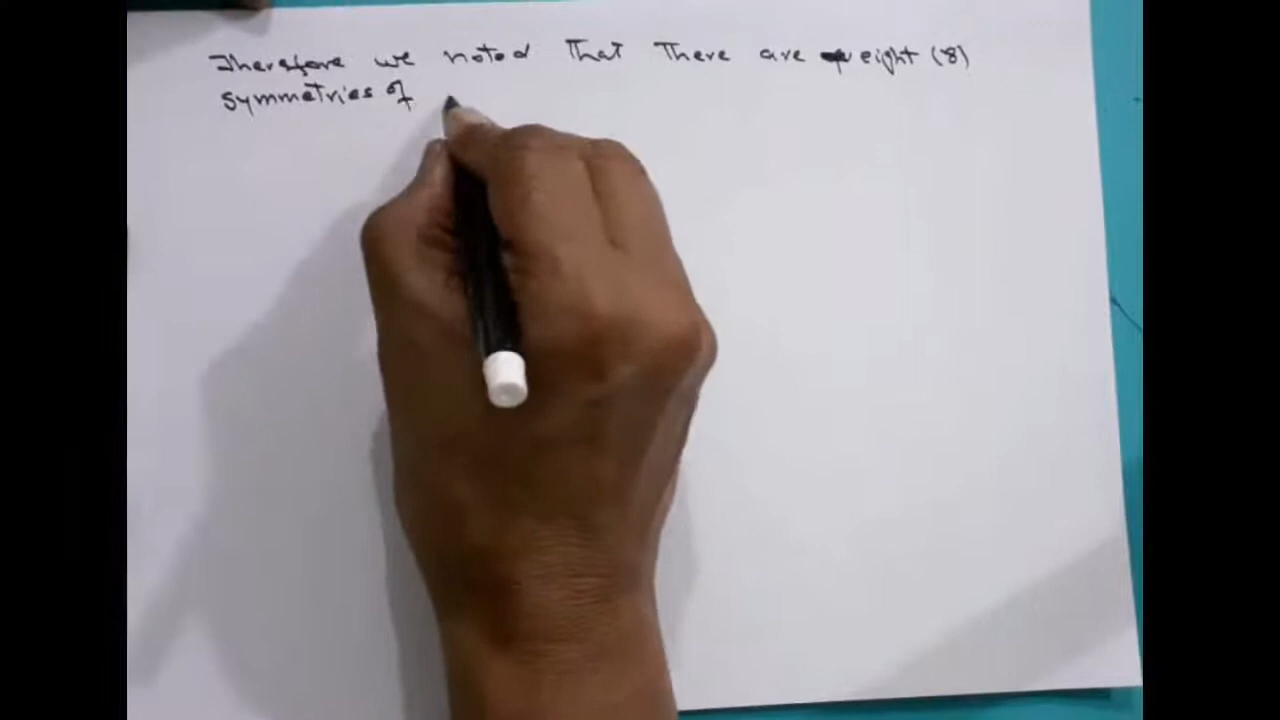 Therefore we noted That There are eight (8)
symmetries of